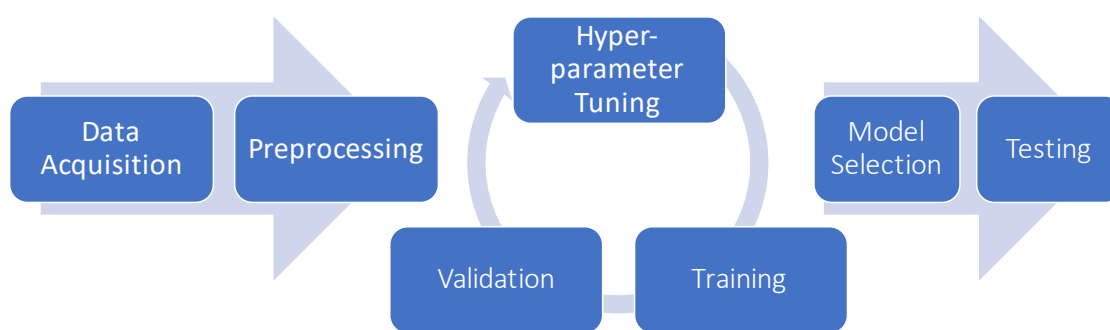 Data
Acquisition
Preprocessing
Hyper-
parameter
Tuning
Validation
Training
Model
Selection
Testing